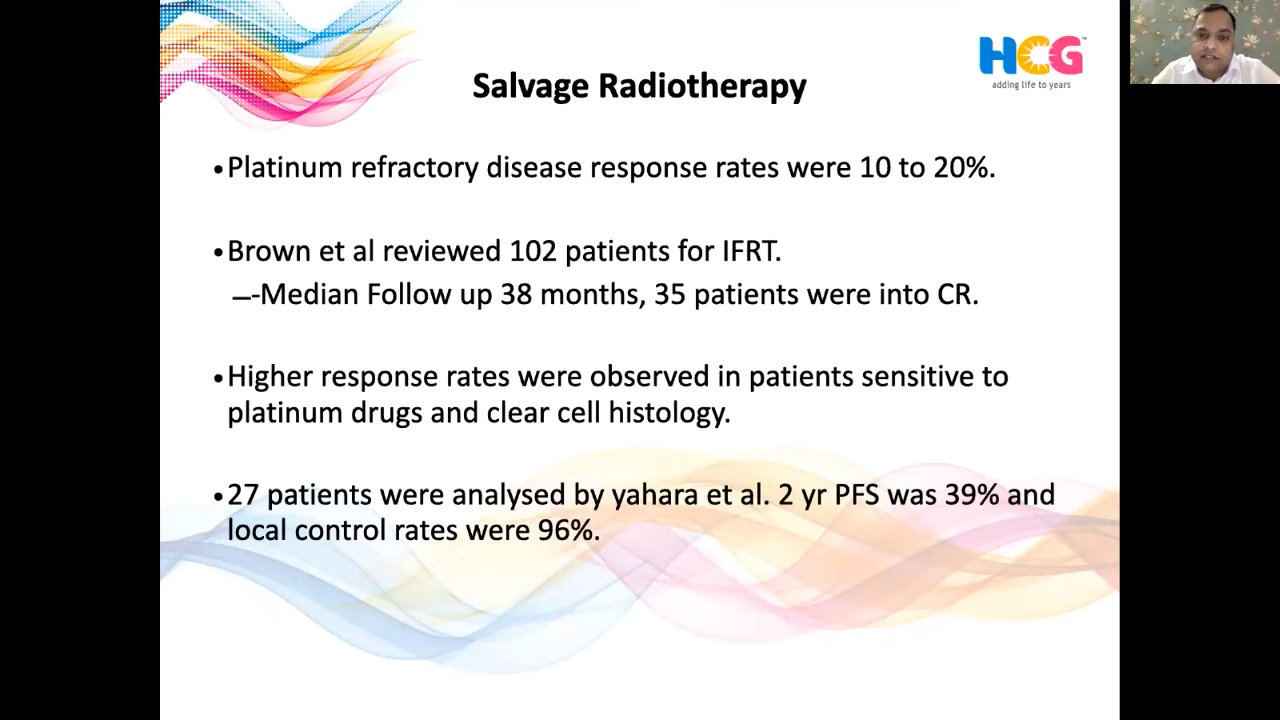 HCG™
adding life to years
Salvage Radiotherapy
•Platinum refractory disease response rates were 10 to 20%.
•Brown et al reviewed 102 patients for IFRT.
–-Median Follow up 38 months, 35 patients were into CR.
•Higher response rates were observed in patients sensitive to
platinum drugs and clear cell histology.
•27 patients were analysed by yahara et al. 2 yr PFS was 39% and
local control rates were 96%.